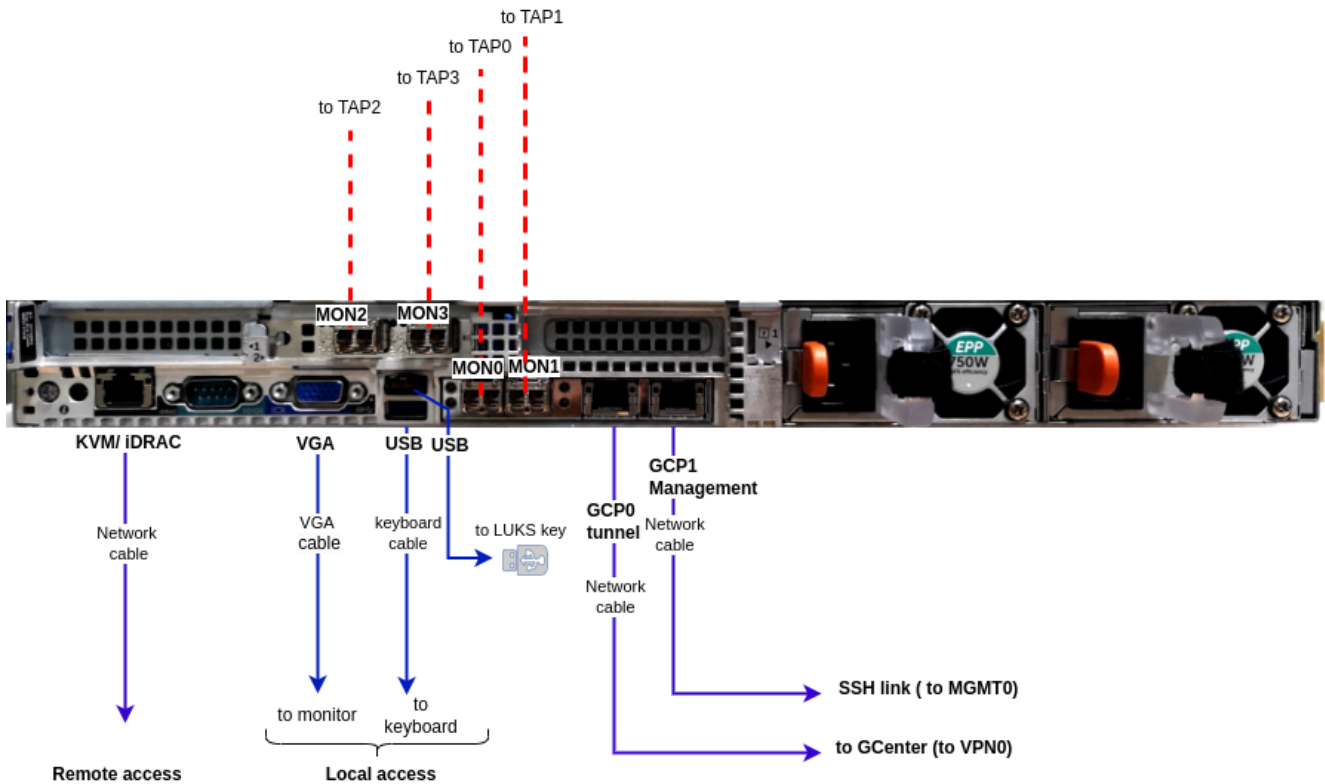 to TAP1
to TAP0
to TAP3
to TAP2
MON2
MON3
MON0
MON1
1
EPP
750W
EPP
KVM/ iDRAC
VGA
USB
USB
GCP1
Management
GCP0
tunnel
Network
cable
VGA
cable
keyboard
cable
to LUKS key
Network
cable
Network
cable
SSH link ( to MGMT0)
to monitor
to
keyboard
to GCenter (to VPN0)
Remote access
Local access